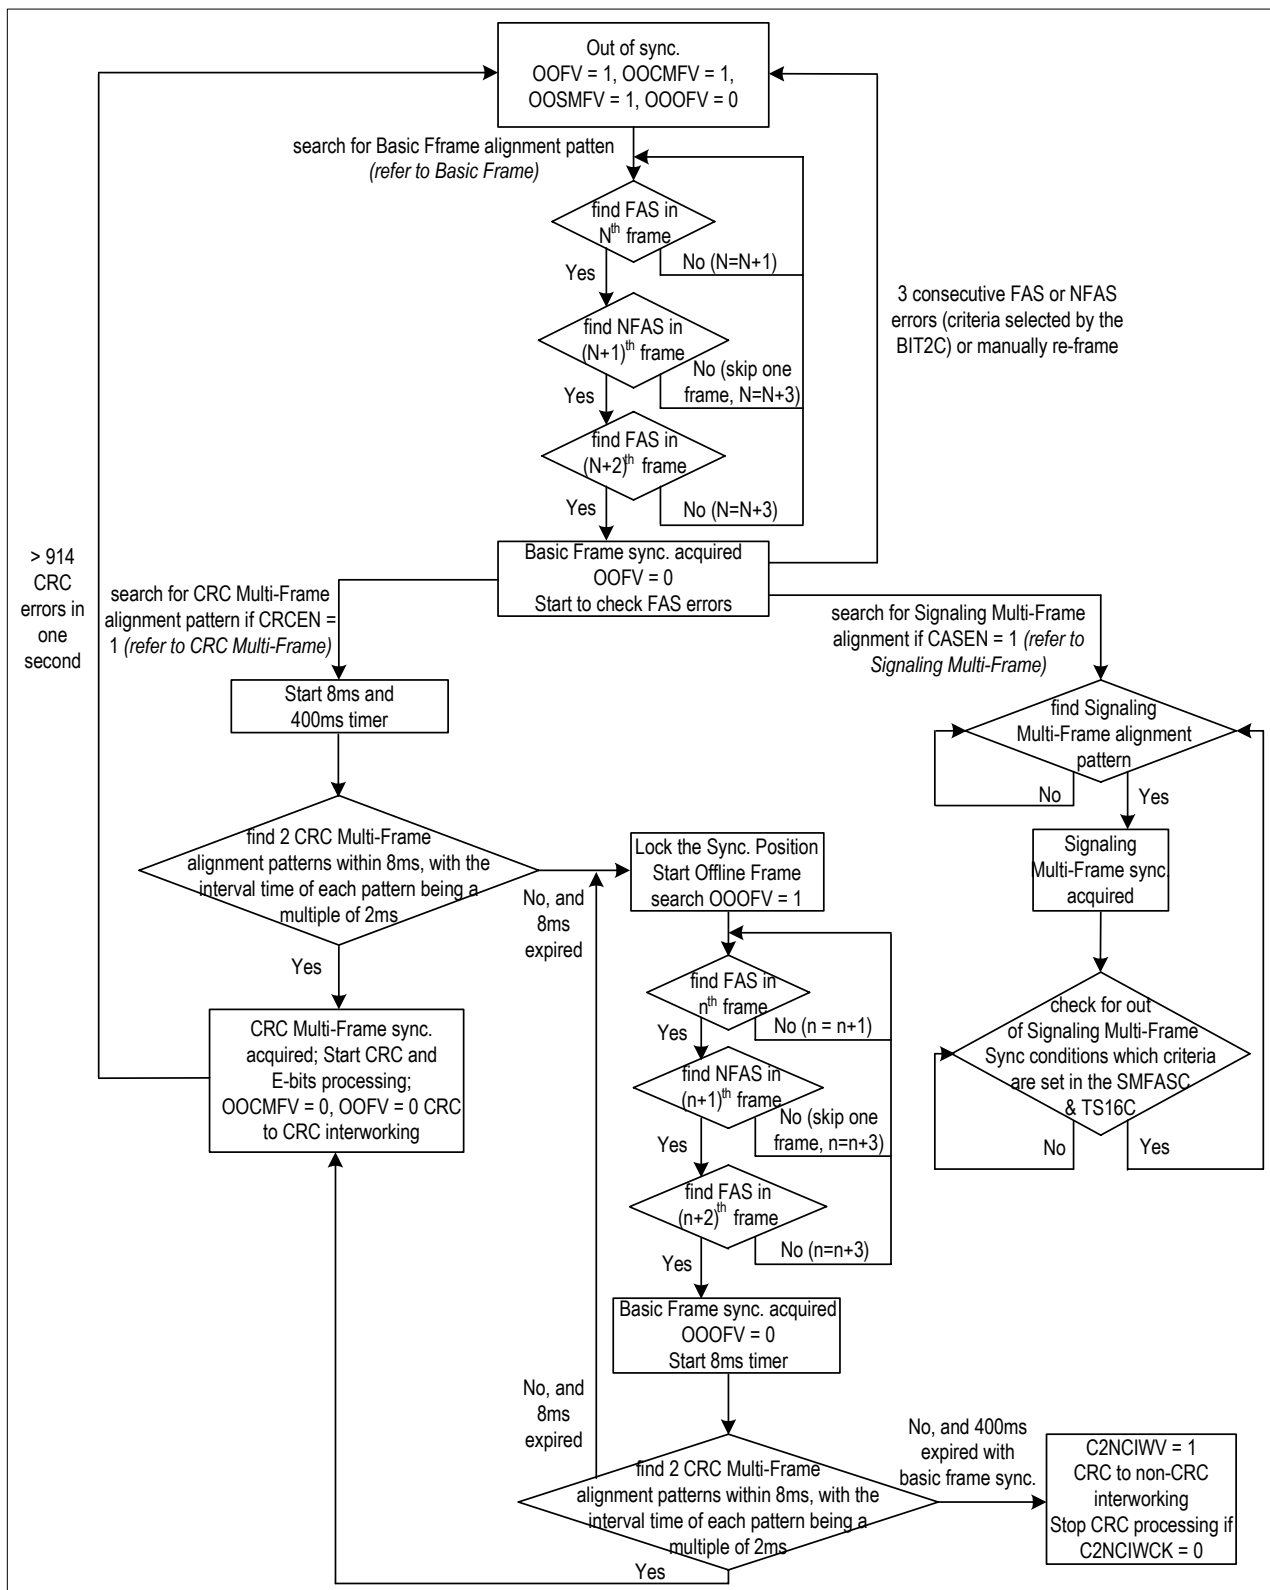 Out of sync.
OOFV = 1, OOCMFV = 1,
OOSMFV = 1, OOOFV = 0
search for Basic Fframe alignment patten
(refer to Basic Frame)
find FAS in
Nth frame
No (N=N+1)
Yes
find NFAS in
(N+1)th frame
No (skip one
frame, N=N+3)
Yes
find FAS in
(N+2)th frame
No (N=N+3)
Yes
3 consecutive FAS or NFAS
errors (criteria selected by the
BIT2C) or manually re-frame
Basic Frame sync. acquired
OOFV = 0
Start to check FAS errors
> 914
CRC
errors in
one
second
search for CRC Multi-Frame
alignment pattern if CRCEN =
1 (refer to CRC Multi-Frame)
search for Signaling Multi-Frame
alignment if CASEN = 1 (refer to
Signaling Multi-Frame)
Start 8ms and
400ms timer
find Signaling
Multi-Frame alignment
pattern
No
Yes
find 2 CRC Multi-Frame
alignment patterns within 8ms, with the
interval time of each pattern being a
multiple of 2ms
No, and
8ms
expired
Yes
Lock the Sync. Position
Start Offline Frame
search OOOFV = 1
Signaling
Multi-Frame sync.
acquired
find FAS in
nth frame
No (n = n+1)
Yes
CRC Multi-Frame sync.
acquired; Start CRC and
E-bits processing;
OOCMFV = 0, OOFV = 0 CRC
to CRC interworking
check for out
of Signaling Multi-Frame
Sync conditions which criteria
are set in the SMFASC
& TS16C
No
Yes
find NFAS in
(n+1)th frame
No (skip one
frame, n=n+3)
Yes
find FAS in
(n+2)th frame
No (n=n+3)
Yes
Basic Frame sync. acquired
OOOFV = 0
Start 8ms timer
No, and
8ms
expired
find 2 CRC Multi-Frame
alignment patterns within 8ms, with the
interval time of each pattern being a
multiple of 2ms
Yes
No, and 400ms
expired with
basic frame sync.
C2NCIWV = 1
CRC to non-CRC
interworking
Stop CRC processing if
C2NCIWCK = 0